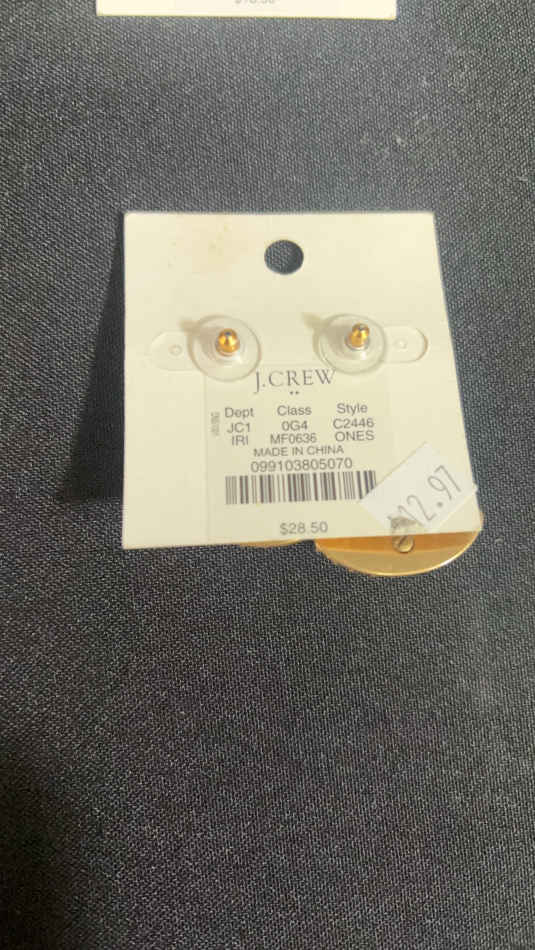 J.CREW
Dept Class Style
JC1 0G4 C2446
IRI MF0636 ONES
MADE IN CHINA
099103805070
$28.50
$12.97